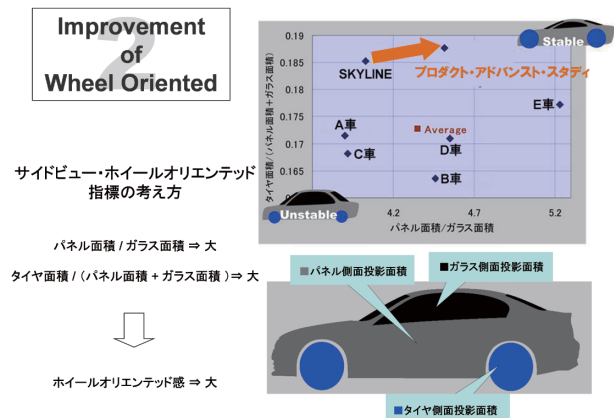 2
Improvement
of
Wheel Oriented
サイドビュー・ホイールオリエンテッド
指標の考え方
パネル面積 / ガラス面積 ⇒ 大
タイヤ面積 / (パネル面積 + ガラス面積 )⇒ 大
ホイールオリエンテッド感 ⇒ 大
タイヤ面積/(パネル面積+ガラス面積)
0.19
0.185
0.18
0.175
0.17
0.165
Stable
SKYLINE
プロダクト・アドバンスト・スタディ
E車
A車
Average
C車
D車
B車
Unstable
4.2
4.7
5.2
パネル面積/ガラス面積
■パネル側面投影面積
■ガラス側面投影面積
■タイヤ側面投影面積